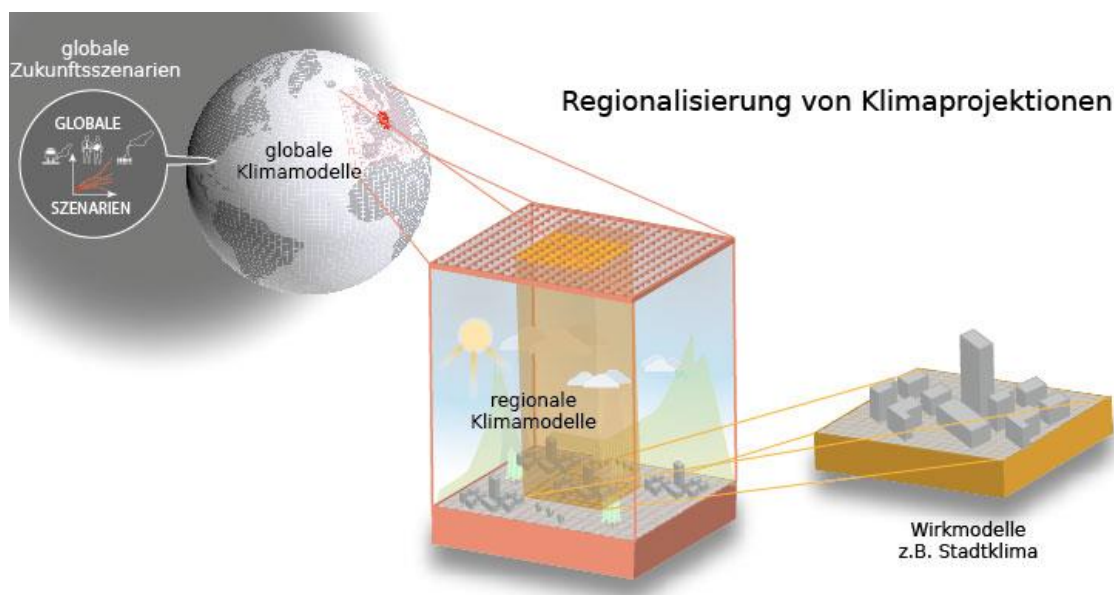 globale
Zukunftsszenarien
GLOBALE
SZENARIEN
globale
Klimamodelle
Regionalisierung von Klimaprojektionen
regionale
Klimamodelle
Wirkmodelle
z.B. Stadtklima